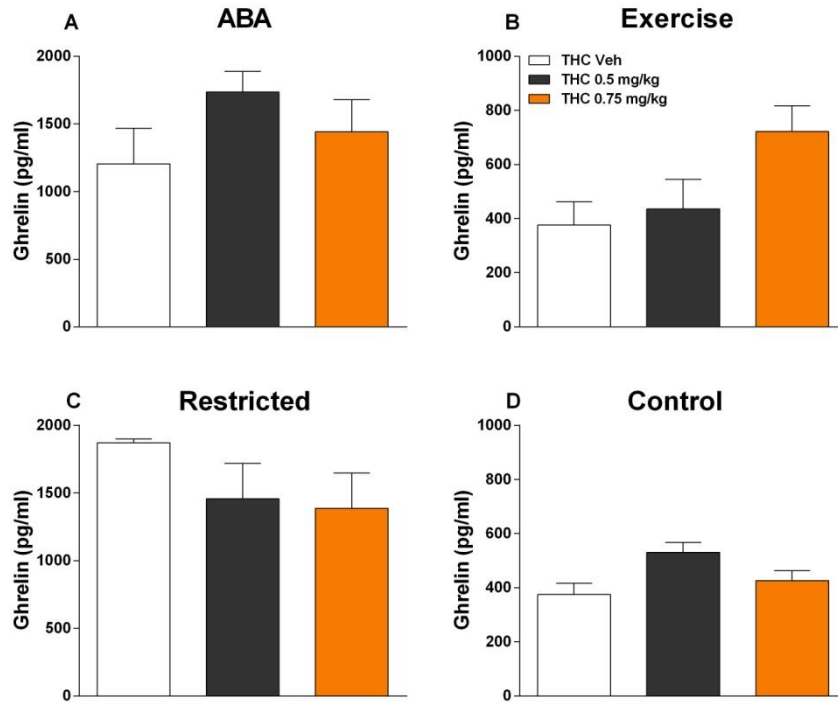 A
ABA
Ghrelin (pg/ml)
2000
1500
1000
500
0
B
Exercise
Ghrelin (pg/ml)
1000
800
600
400
200
0
THC Veh
THC 0.5 mg/kg
THC 0.75 mg/kg
C
Restricted
Ghrelin (pg/ml)
2000
1500
1000
500
0
D
Control
Ghrelin (pg/ml)
1000
800
600
400
200
0